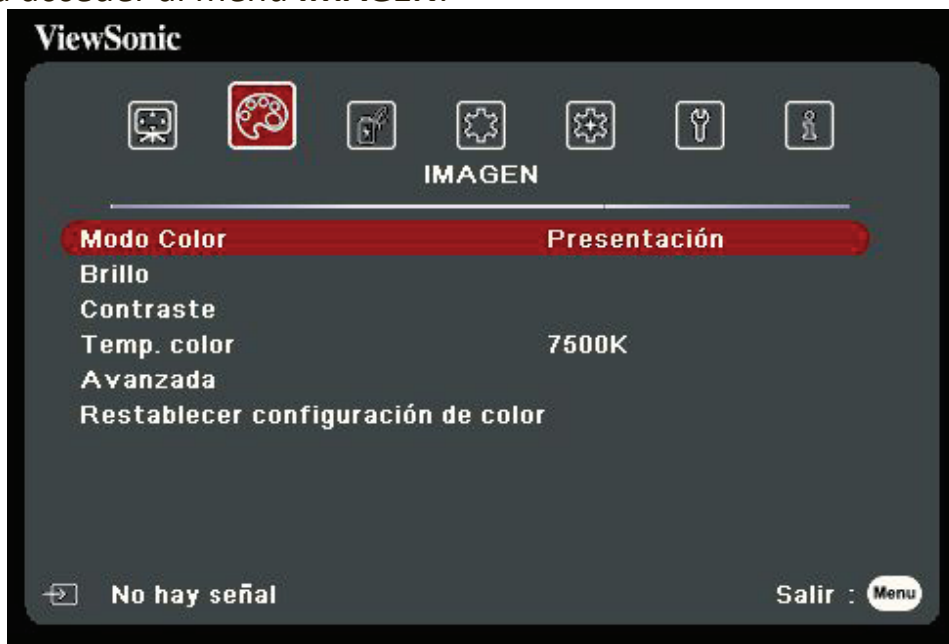 ViewSonic
IMAGEN
Modo Color Presentación
Brillo
Contraste
Temp. color 7500K
Avanzada
Restablecer configuración de color
No hay señal Salir : Menu